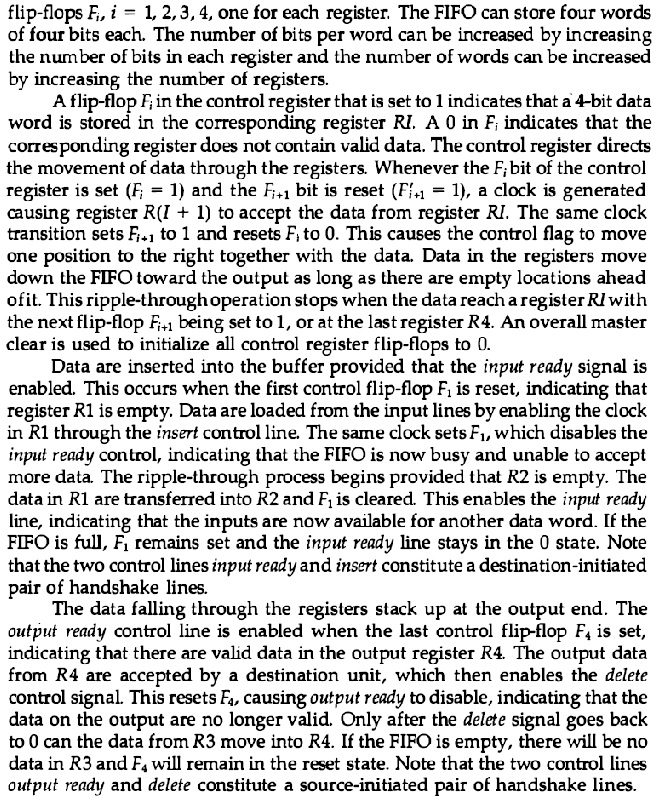 flip-flops Fᵢ, i = 1, 2, 3, 4, one for each register. The FIFO can store four words
of four bits each. The number of bits per word can be increased by increasing
the number of bits in each register and the number of words can be increased
by increasing the number of registers.
A flip-flop Fᵢ in the control register that is set to 1 indicates that a 4-bit data
word is stored in the corresponding register RI. A 0 in Fᵢ indicates that the
corresponding register does not contain valid data. The control register directs
the movement of data through the registers. Whenever the Fᵢ bit of the control
register is set (Fᵢ = 1) and the Fᵢ₊₁ bit is reset (F′ᵢ₊₁ = 1), a clock is generated
causing register R(I + 1) to accept the data from register RI. The same clock
transition sets Fᵢ₊₁ to 1 and resets Fᵢ to 0. This causes the control flag to move
one position to the right together with the data. Data in the registers move
down the FIFO toward the output as long as there are empty locations ahead
of it. This ripple-through operation stops when the data reach a register RI with
the next flip-flop Fᵢ₊₁ being set to 1, or at the last register R4. An overall master
clear is used to initialize all control register flip-flops to 0.
Data are inserted into the buffer provided that the input ready signal is
enabled. This occurs when the first control flip-flop F₁ is reset, indicating that
register R1 is empty. Data are loaded from the input lines by enabling the clock
in R1 through the insert control line. The same clock sets F₁, which disables the
input ready control, indicating that the FIFO is now busy and unable to accept
more data. The ripple-through process begins provided that R2 is empty. The
data in R1 are transferred into R2 and F₁ is cleared. This enables the input ready
line, indicating that the inputs are now available for another data word. If the
FIFO is full, F₁ remains set and the input ready line stays in the 0 state. Note
that the two control lines input ready and insert constitute a destination-initiated
pair of handshake lines.
The data falling through the registers stack up at the output end. The
output ready control line is enabled when the last control flip-flop F₄ is set,
indicating that there are valid data in the output register R4. The output data
from R4 are accepted by a destination unit, which then enables the delete
control signal. This resets F₄, causing output ready to disable, indicating that the
data on the output are no longer valid. Only after the delete signal goes back
to 0 can the data from R3 move into R4. If the FIFO is empty, there will be no
data in R3 and F₄ will remain in the reset state. Note that the two control lines
output ready and delete constitute a source-initiated pair of handshake lines.